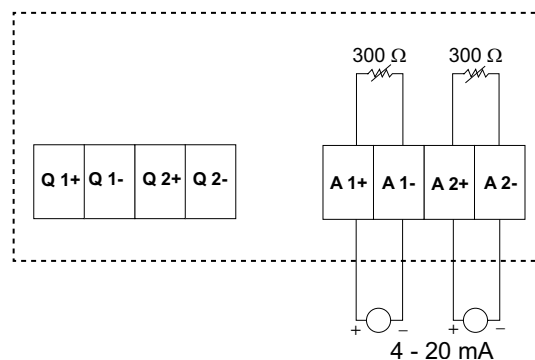 300 Ω 300 Ω
Q 1+ Q 1- Q 2+ Q 2- A 1+ A 1- A 2+ A 2-
+ − + −
4 - 20 mA